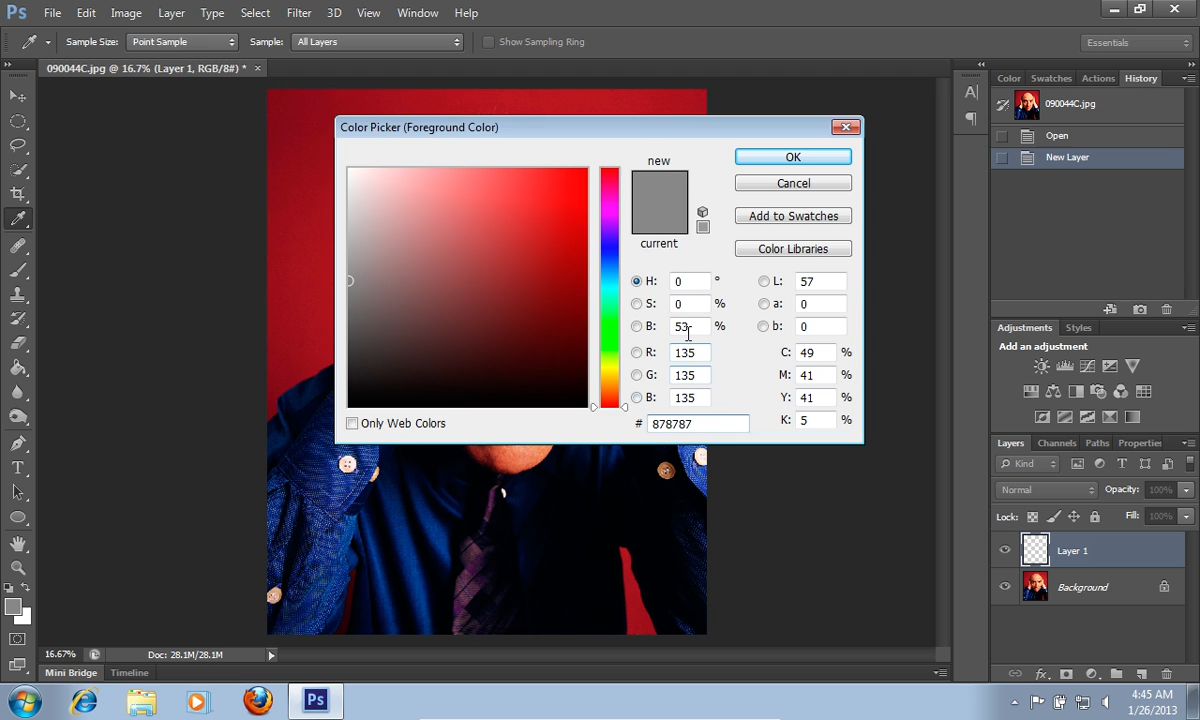 Ps File Edit Image Layer Type Select Filter 3D View Window Help
Sample Size: Point Sample Sample: All Layers Show Sampling Ring Essentials
090044C.jpg @ 16.7% (Layer 1, RGB/8#) * ×
Color Swatches Actions History
090044C.jpg
Open
New Layer
Color Picker (Foreground Color)
new
current
OK
Cancel
Add to Swatches
Color Libraries
H: 0 °
S: 0 %
B: 53 %
R: 135
G: 135
B: 135
L: 57
a: 0
b: 0
C: 49 %
M: 41 %
Y: 41 %
K: 5 %
# 878787
Only Web Colors
Adjustments Styles
Add an adjustment
Layers Channels Paths Properties
Kind
Normal Opacity: 100%
Lock: Fill: 100%
Layer 1
Background
fx
16.67% Doc: 28.1M/28.1M
Mini Bridge Timeline
Ps
4:45 AM
1/26/2013